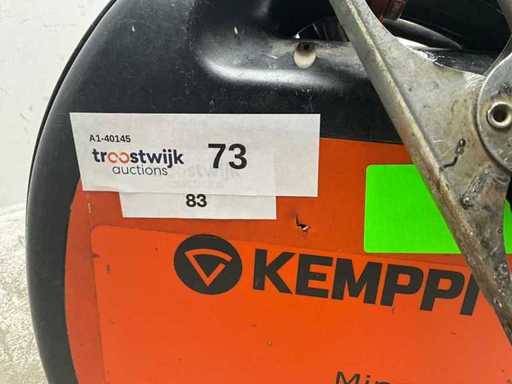 A1-40145
troostwijk
auctions
73
83
KEMPPI